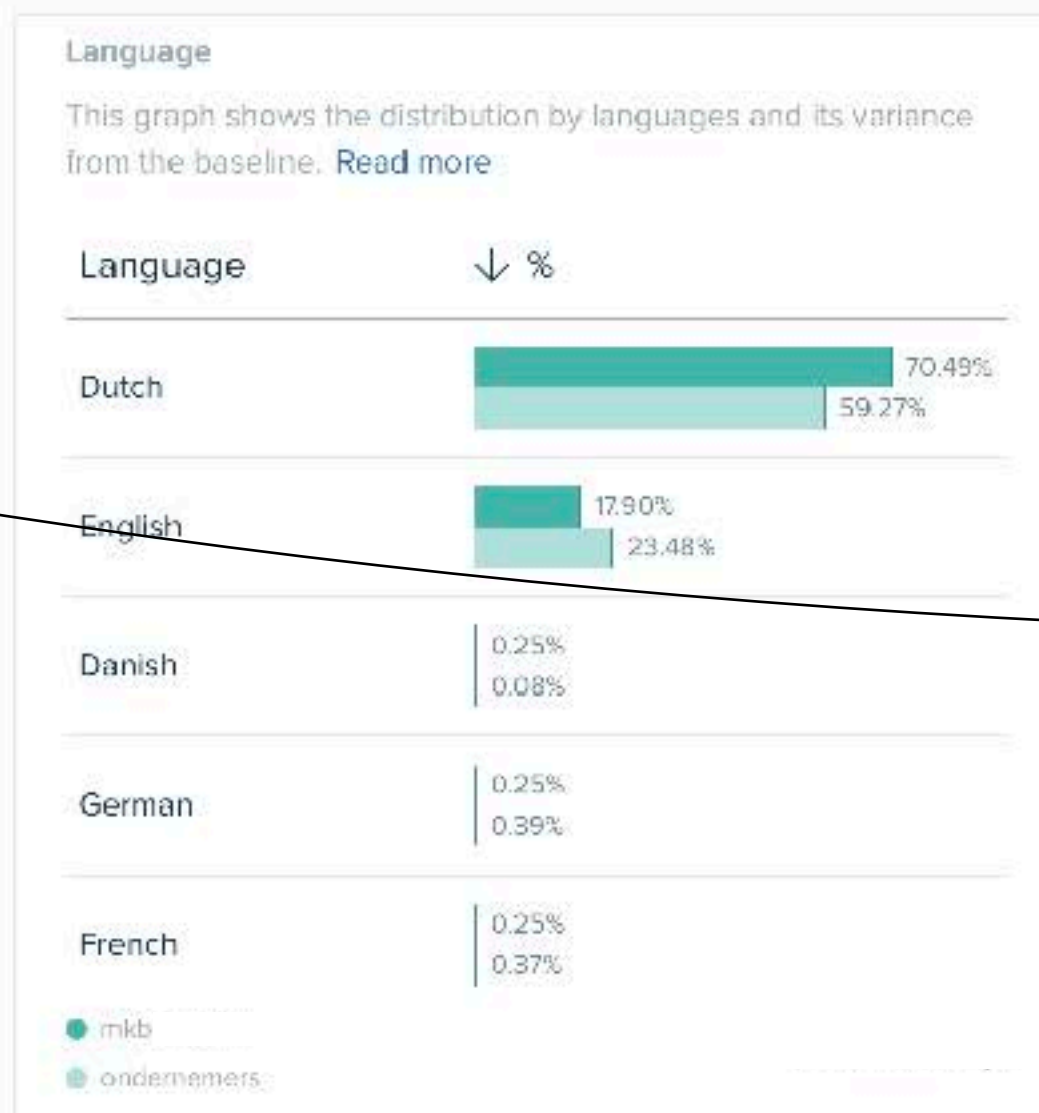 Language
This graph shows the distribution by languages and its variance
from the baseline. Read more
Language ↓ %
Dutch 70.49%
59.27%
English 17.90%
23.48%
Danish 0.25%
0.08%
German 0.25%
0.39%
French 0.25%
0.37%
mkb
ondernemers